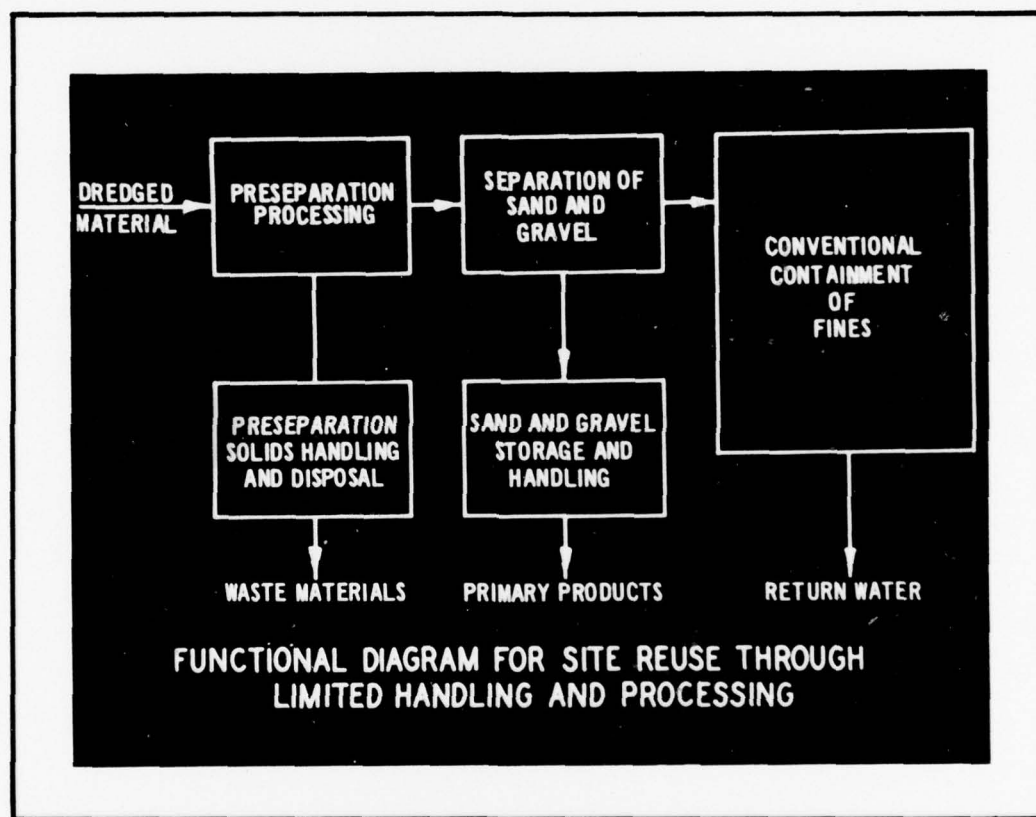 DREDGED
MATERIAL
PRESEPARATION
PROCESSING
SEPARATION OF
SAND AND
GRAVEL
CONVENTIONAL
CONTAINMENT
OF
FINES
PRESEPARATION
SOLIDS HANDLING
AND DISPOSAL
SAND AND GRAVEL
STORAGE AND
HANDLING
WASTE MATERIALS
PRIMARY PRODUCTS
RETURN WATER
FUNCTIONAL DIAGRAM FOR SITE REUSE THROUGH
LIMITED HANDLING AND PROCESSING